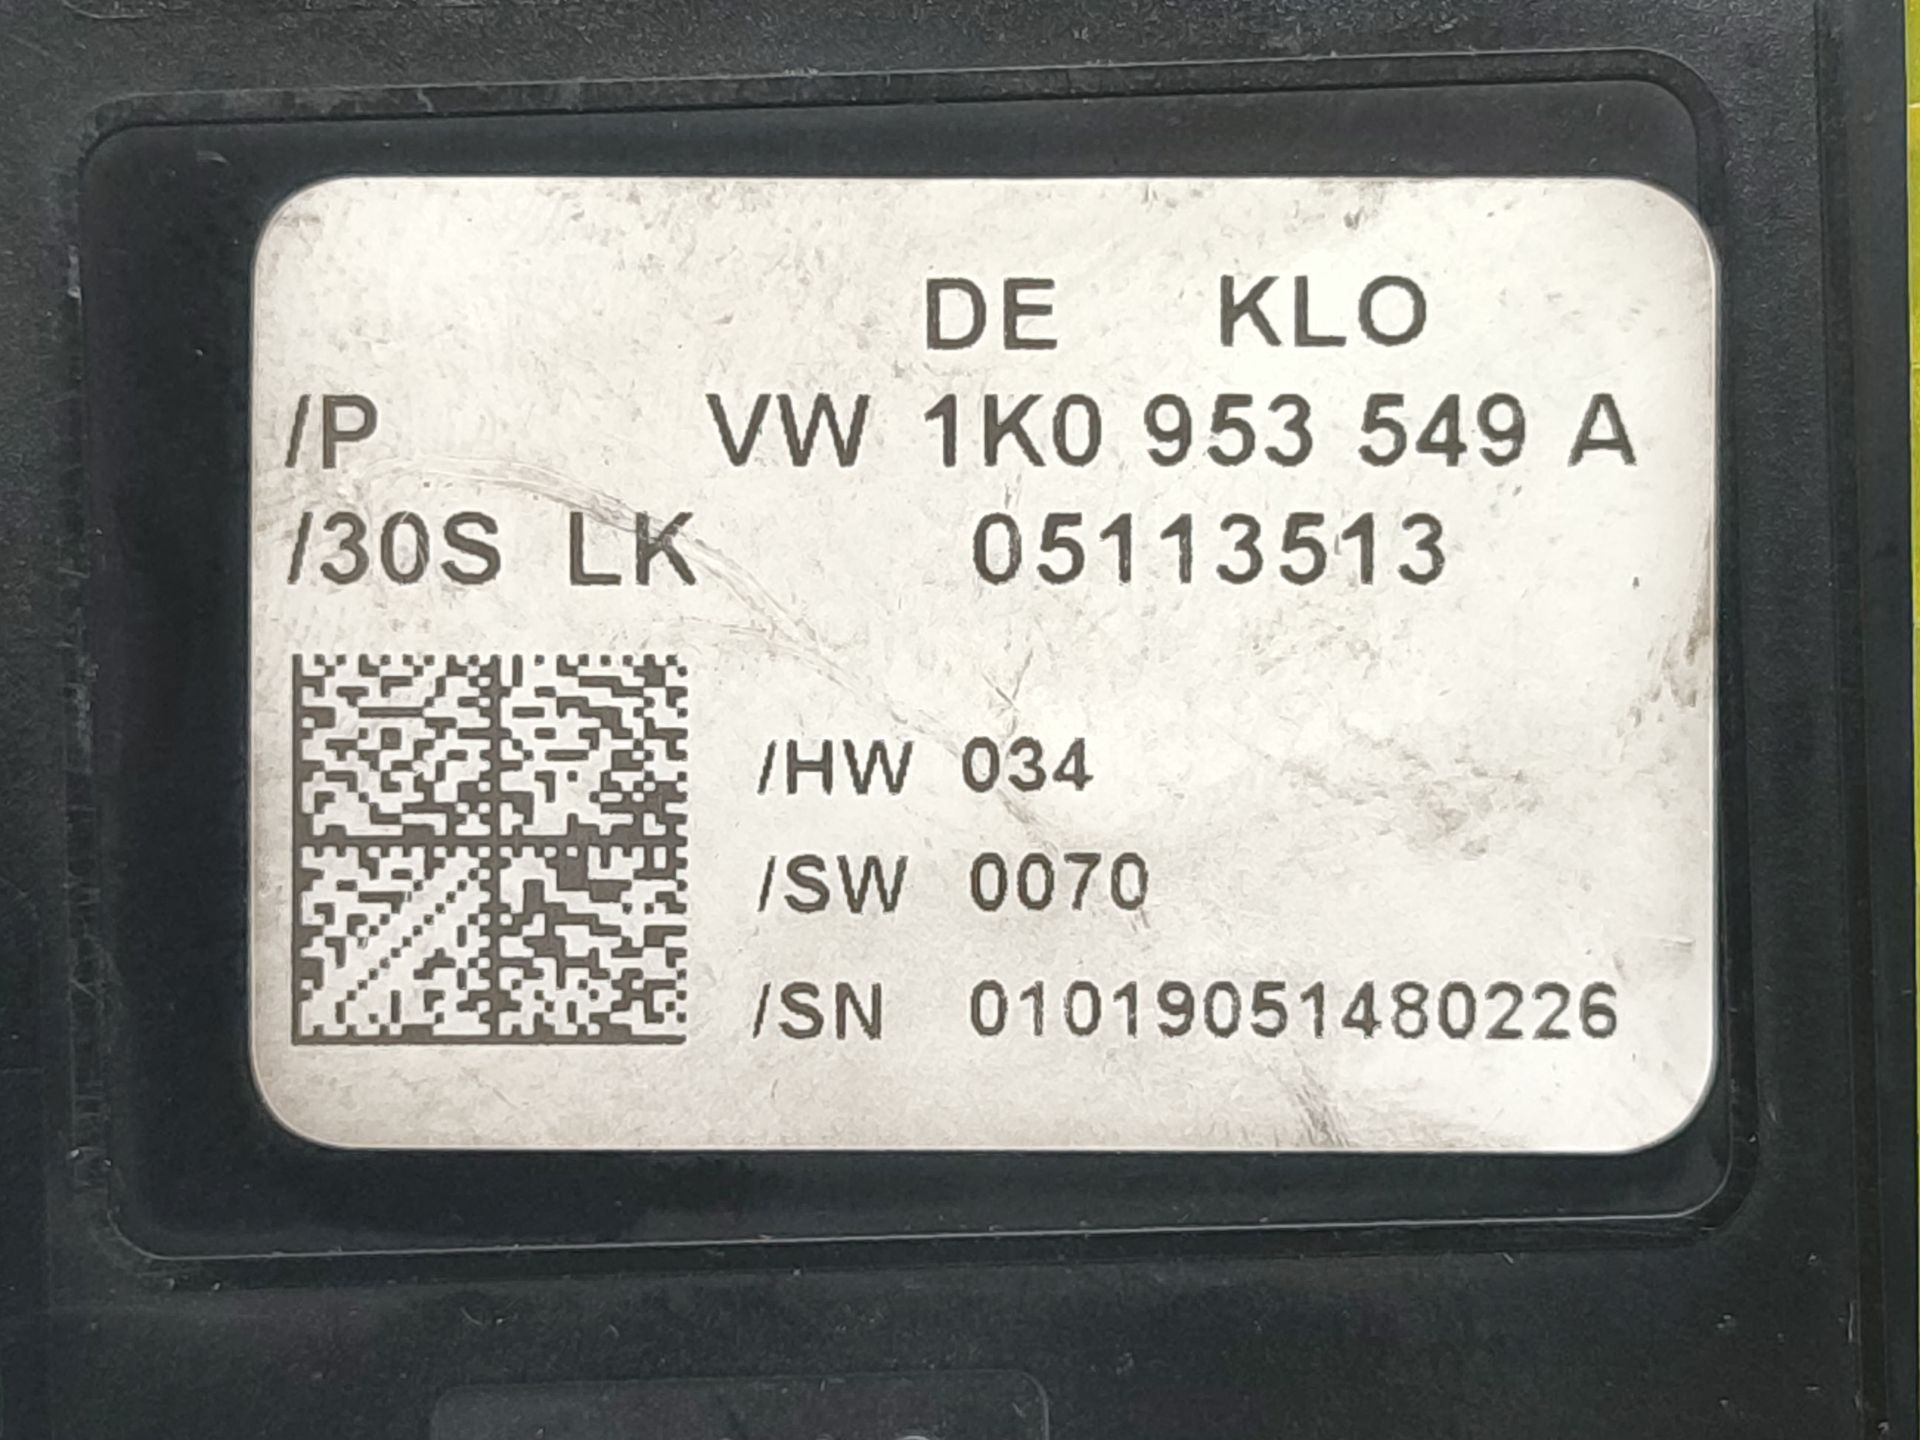 DE KLO
/P VW 1K0 953 549 A
/30S LK 05113513
/HW 034
/SW 0070
/SN 01019051480226